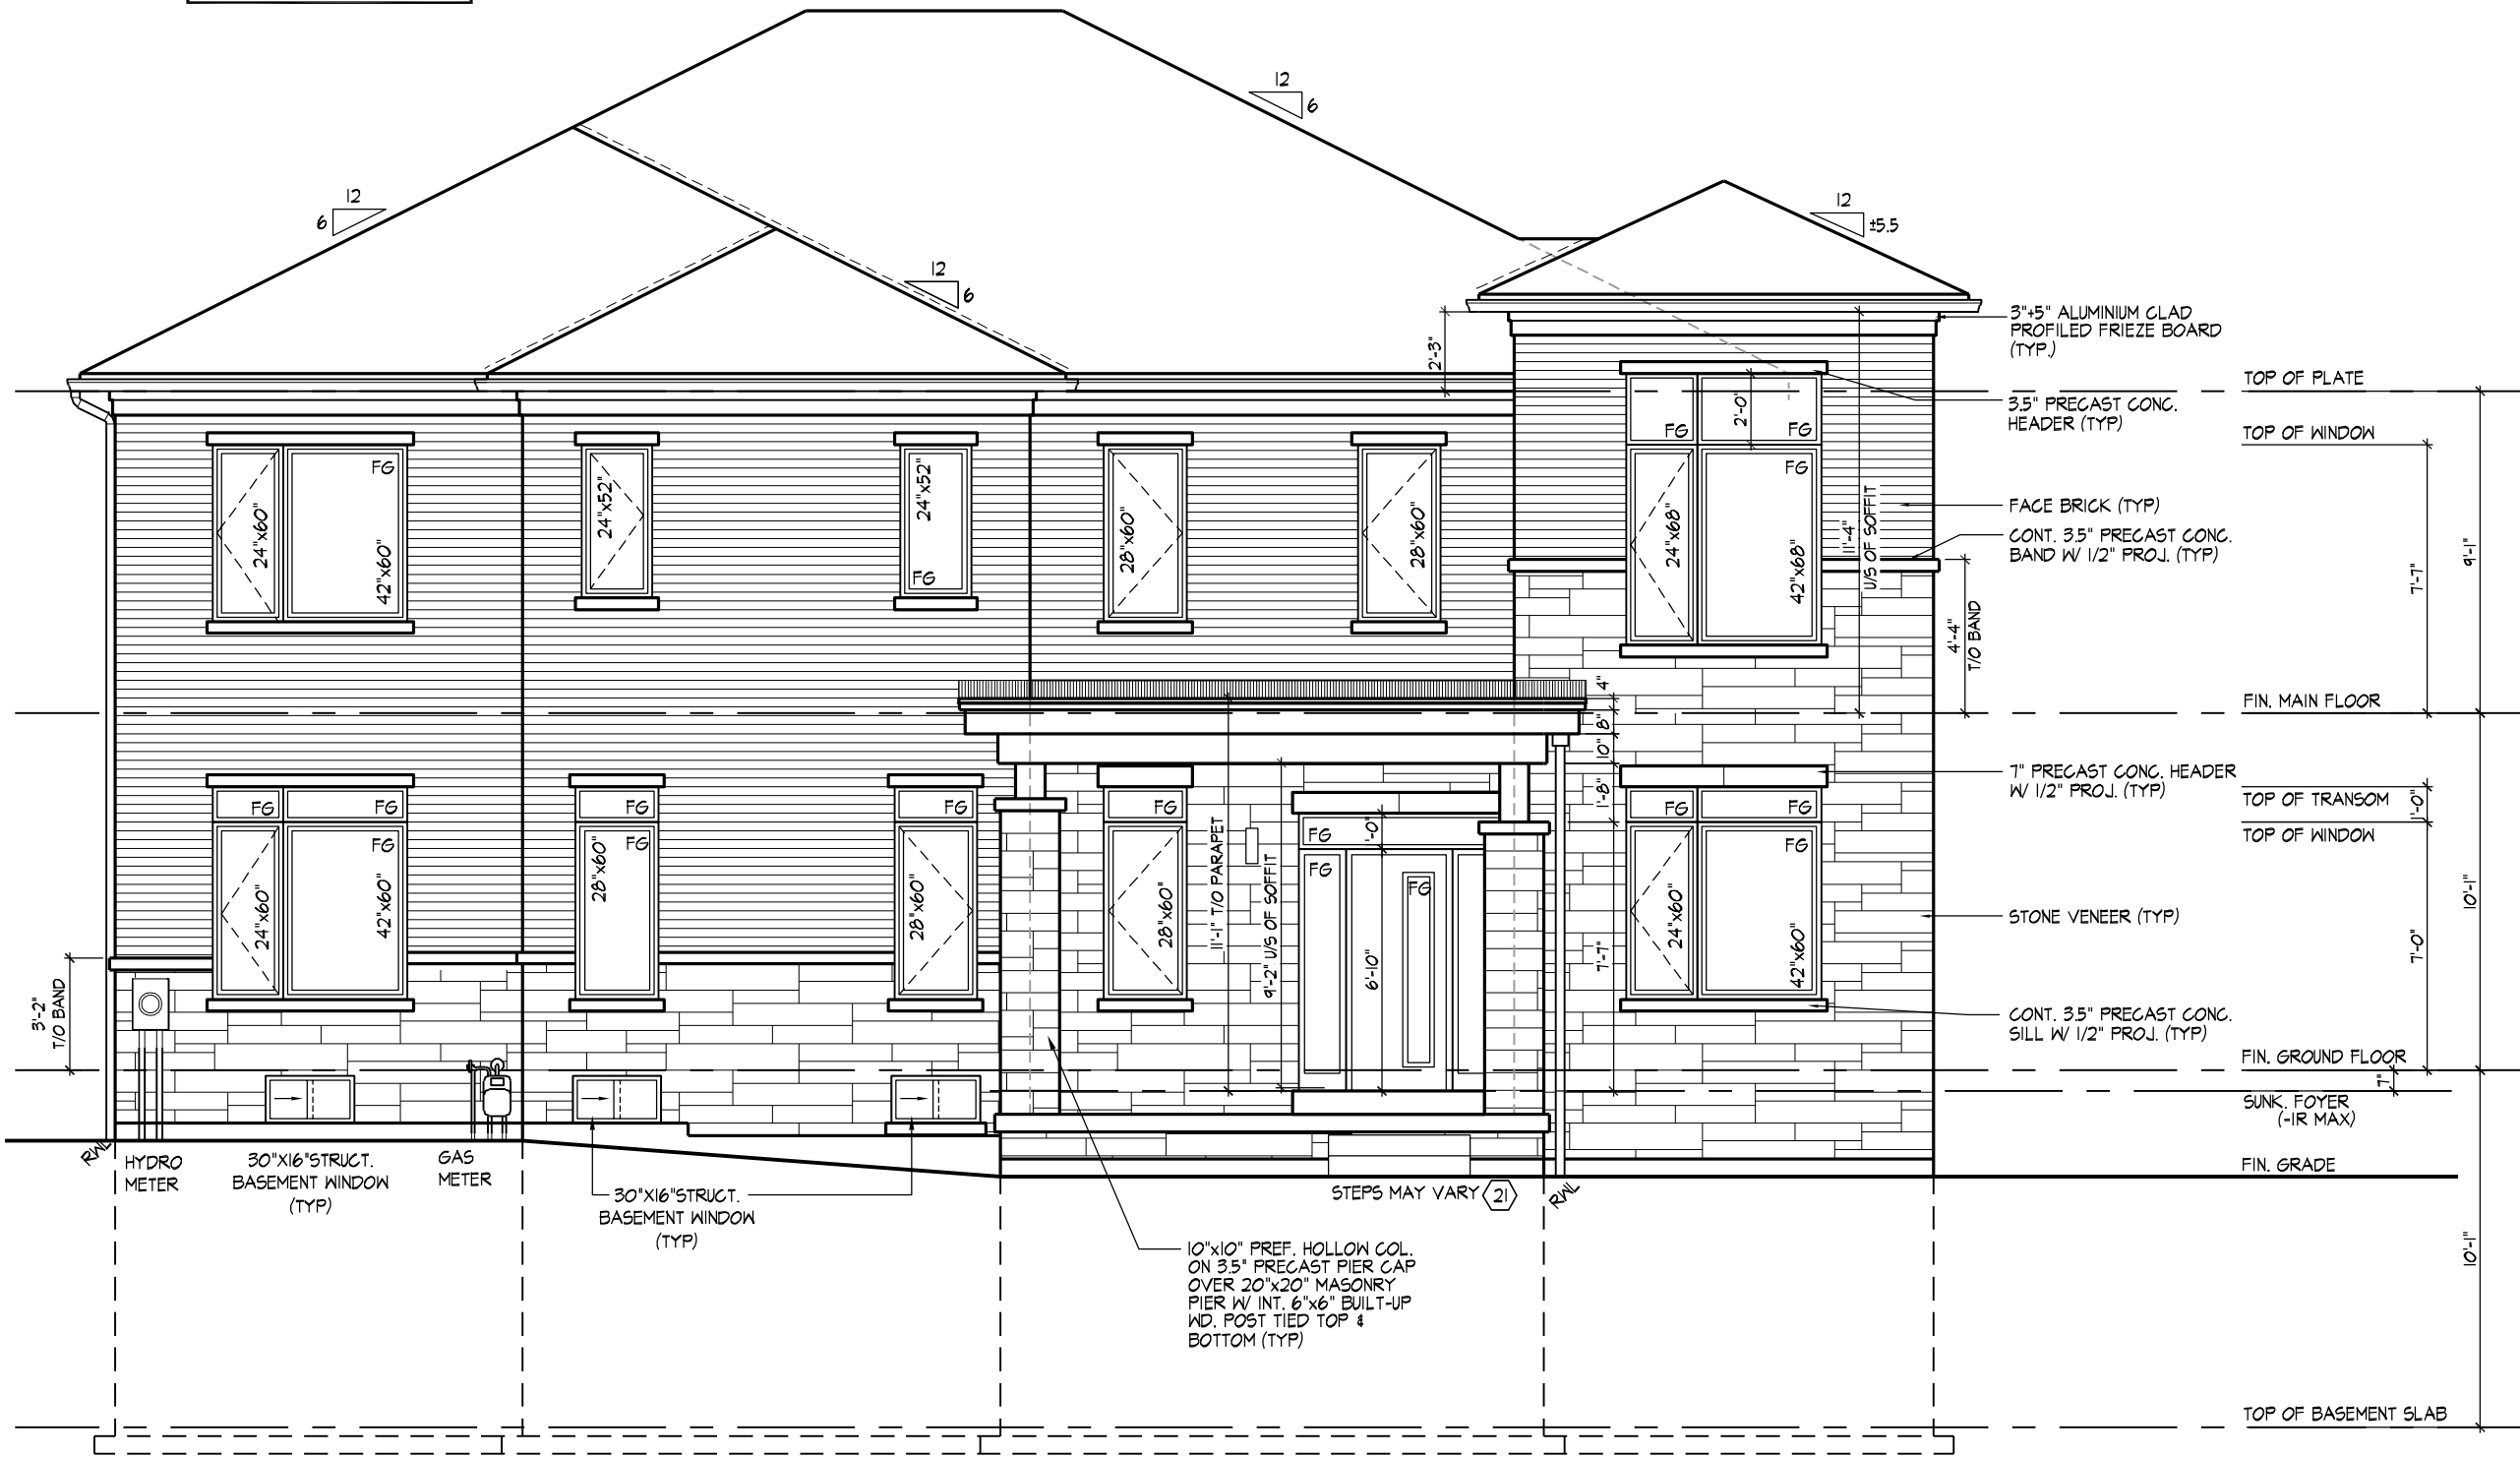 12
6
12
6
12
±5.5
12
6
3"+5" ALUMINIUM CLAD
PROFILED FRIEZE BOARD
(TYP.)
2'-3"
TOP OF PLATE
3.5" PRECAST CONC.
HEADER (TYP)
2'-0"
TOP OF WINDOW
FG
FG
FG
FG
24"x60"
42"x60"
24"x52"
24"x52"
FG
28"x60"
28"x60"
24"x68"
42"x68"
11'-4"
U/S OF SOFFIT
FACE BRICK (TYP)
CONT. 3.5" PRECAST CONC.
BAND W/ 1/2" PROJ. (TYP)
7'-7"
9'-1"
4'-4"
T/O BAND
4"
FIN. MAIN FLOOR
8"
10"
7" PRECAST CONC. HEADER
W/ 1/2" PROJ. (TYP)
TOP OF TRANSOM
1'-0"
TOP OF WINDOW
FG
FG
FG
FG
FG
FG
FG
1'-0"
1'-8"
FG
FG
FG
FG
FG
FG
FG
24"x60"
42"x60"
28"x60"
28"x60"
28"x60"
11'-1" T/O PARAPET
9'-2" U/S OF SOFFIT
6'-10"
7'-7"
24"x60"
42"x60"
STONE VENEER (TYP)
7'-0"
10'-1"
3'-2"
T/O BAND
CONT. 3.5" PRECAST CONC.
SILL W/ 1/2" PROJ. (TYP)
FIN. GROUND FLOOR
7"
SUNK. FOYER
(-1R MAX)
RWL
HYDRO
METER
30"X16"STRUCT.
BASEMENT WINDOW
(TYP)
GAS
METER
30"X16"STRUCT.
BASEMENT WINDOW
(TYP)
STEPS MAY VARY 21
RWL
FIN. GRADE
10"x10" PREF. HOLLOW COL.
ON 3.5" PRECAST PIER CAP
OVER 20"x20" MASONRY
PIER W/ INT. 6"x6" BUILT-UP
WD. POST TIED TOP &
BOTTOM (TYP)
10'-1"
TOP OF BASEMENT SLAB